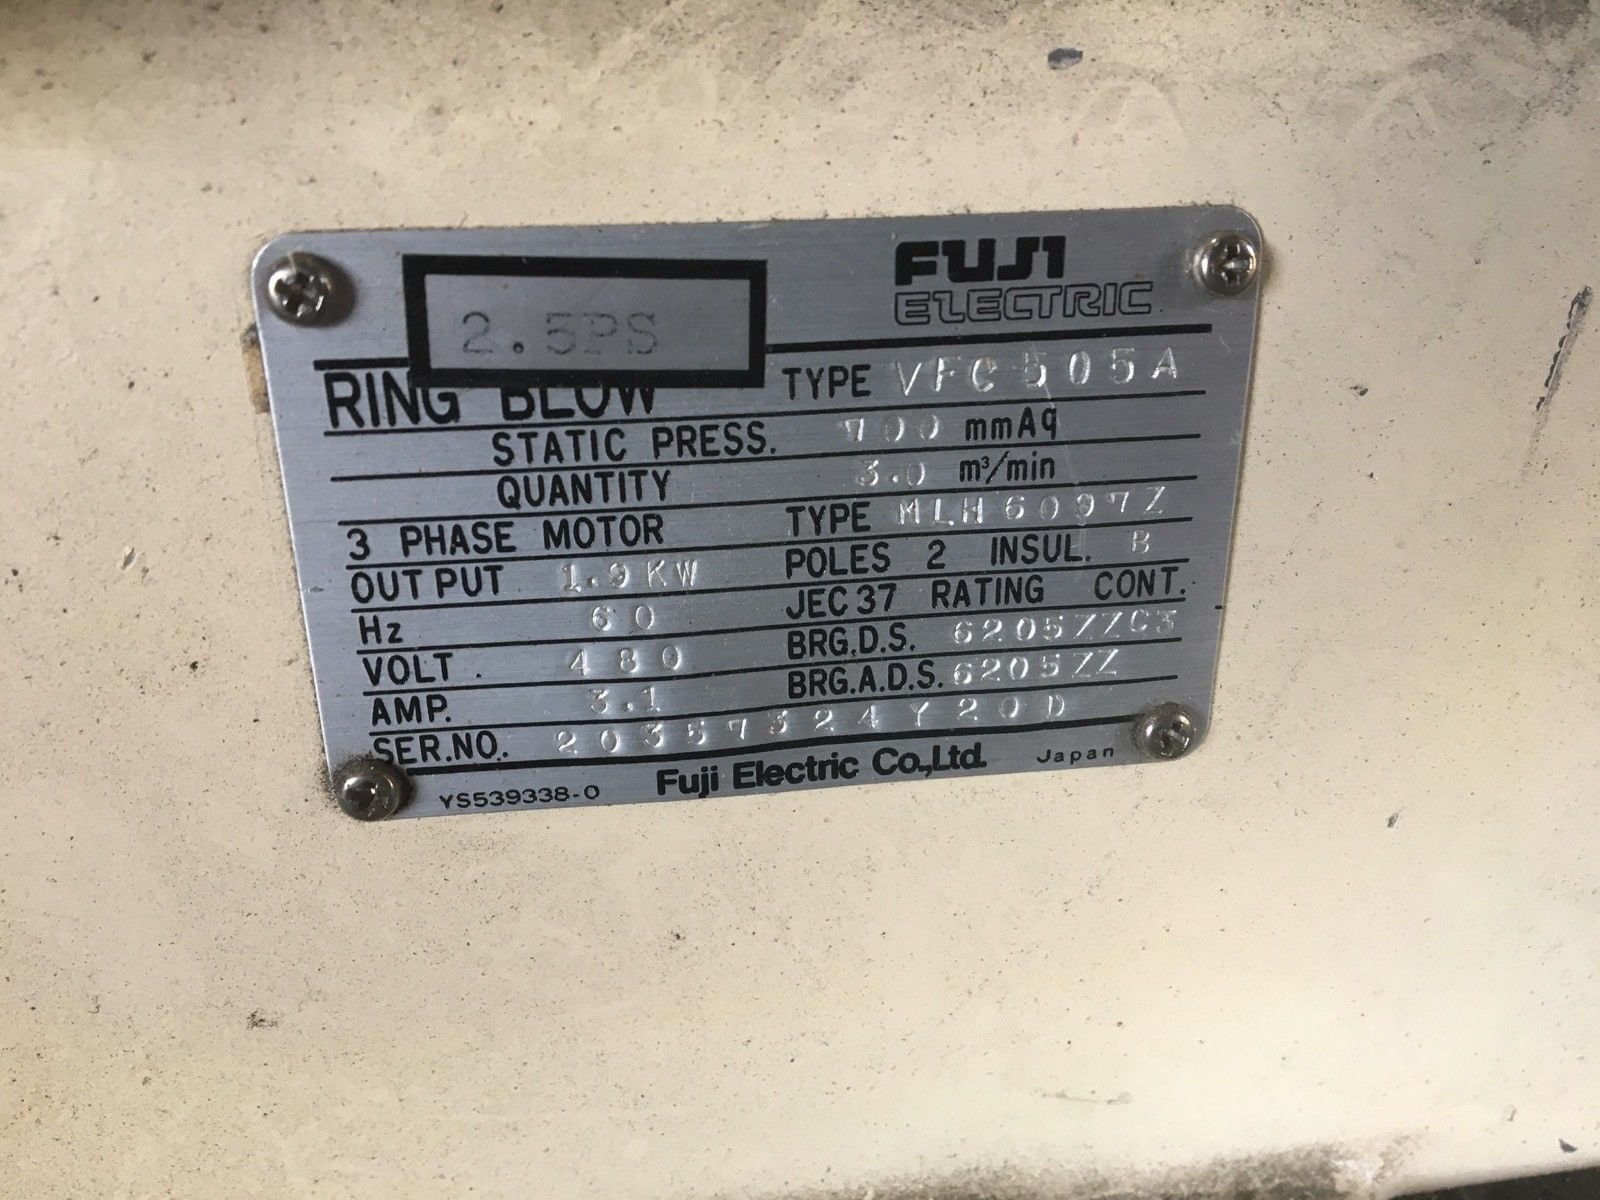 2.5PS
FUJI
ELECTRIC
RING BLOW TYPE VFC505A
STATIC PRESS. 700 mmAq
QUANTITY 3.0 m³/min
3 PHASE MOTOR TYPE MLH6097Z
OUTPUT 1.9KW POLES 2 INSUL. B
Hz 60 JEC37 RATING CONT.
VOLT. 480 BRG.D.S. 6205ZZC3
AMP. 3.1 BRG.A.D.S. 6205ZZ
SER.NO. 20357324Y20D
YS539338-0 Fuji Electric Co.,Ltd. Japan